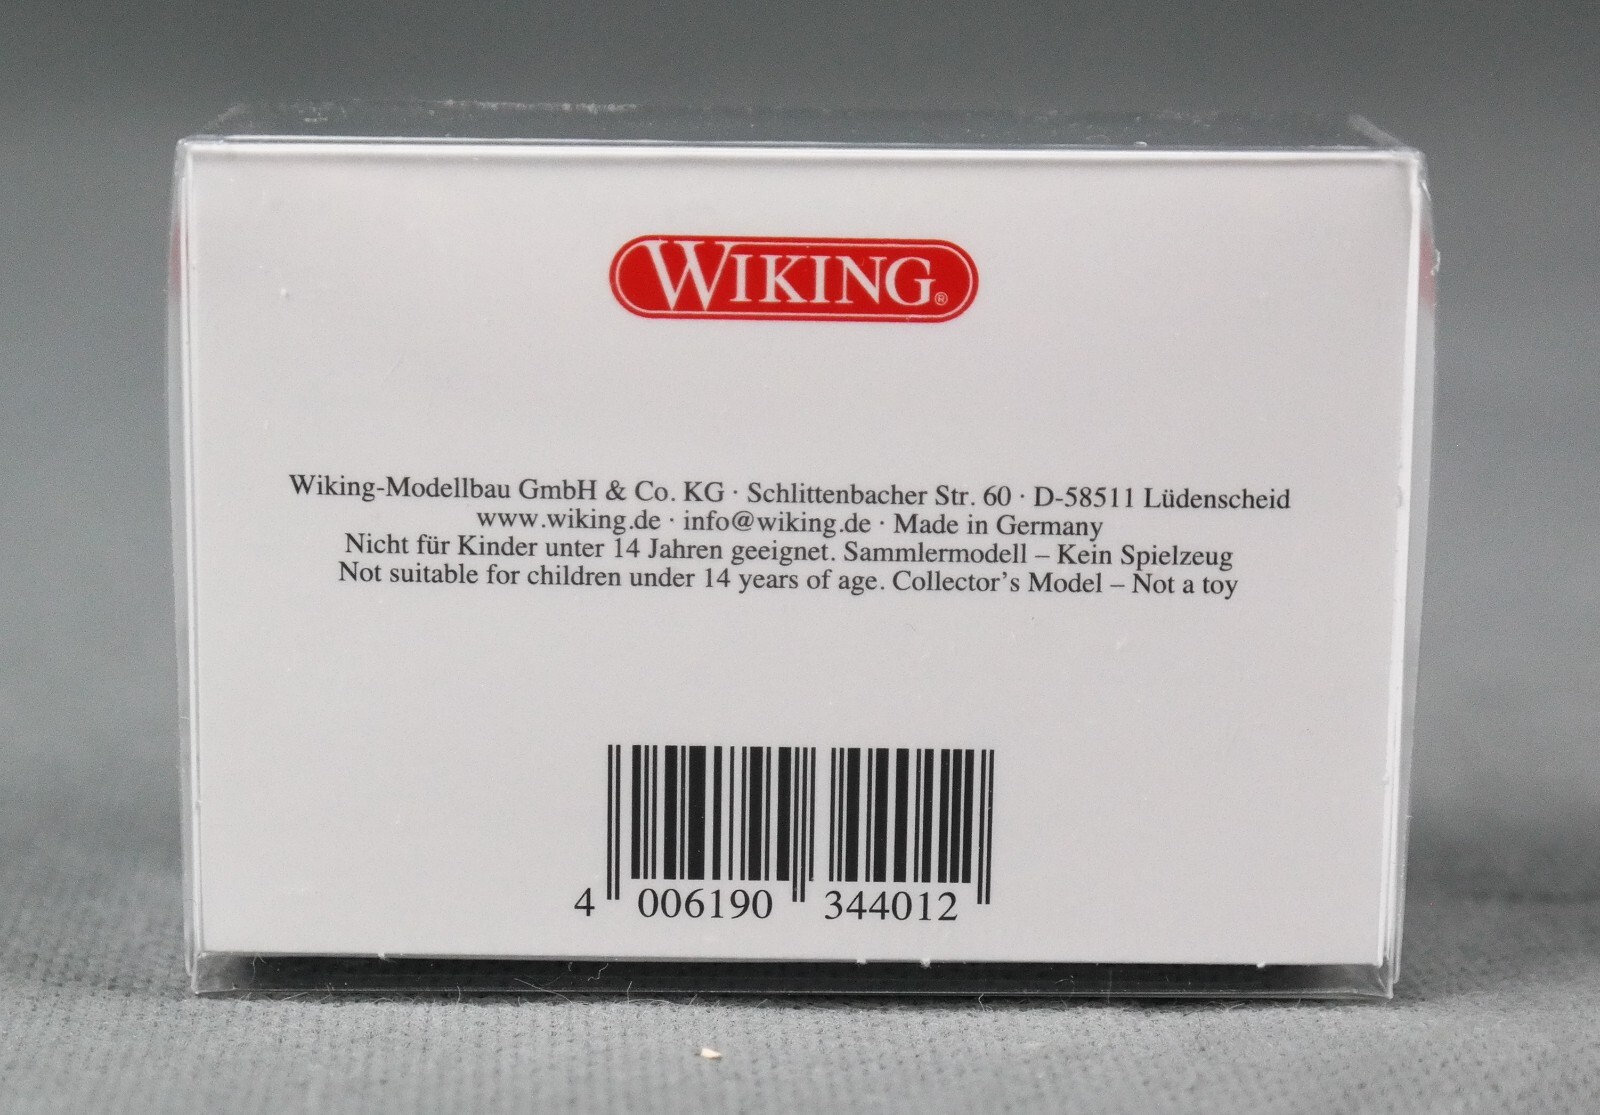 WIKING®
Wiking-Modellbau GmbH & Co. KG · Schlittenbacher Str. 60 · D-58511 Lüdenscheid
www.wiking.de · info@wiking.de · Made in Germany
Nicht für Kinder unter 14 Jahren geeignet. Sammlermodell – Kein Spielzeug
Not suitable for children under 14 years of age. Collector's Model – Not a toy
4 006190 344012